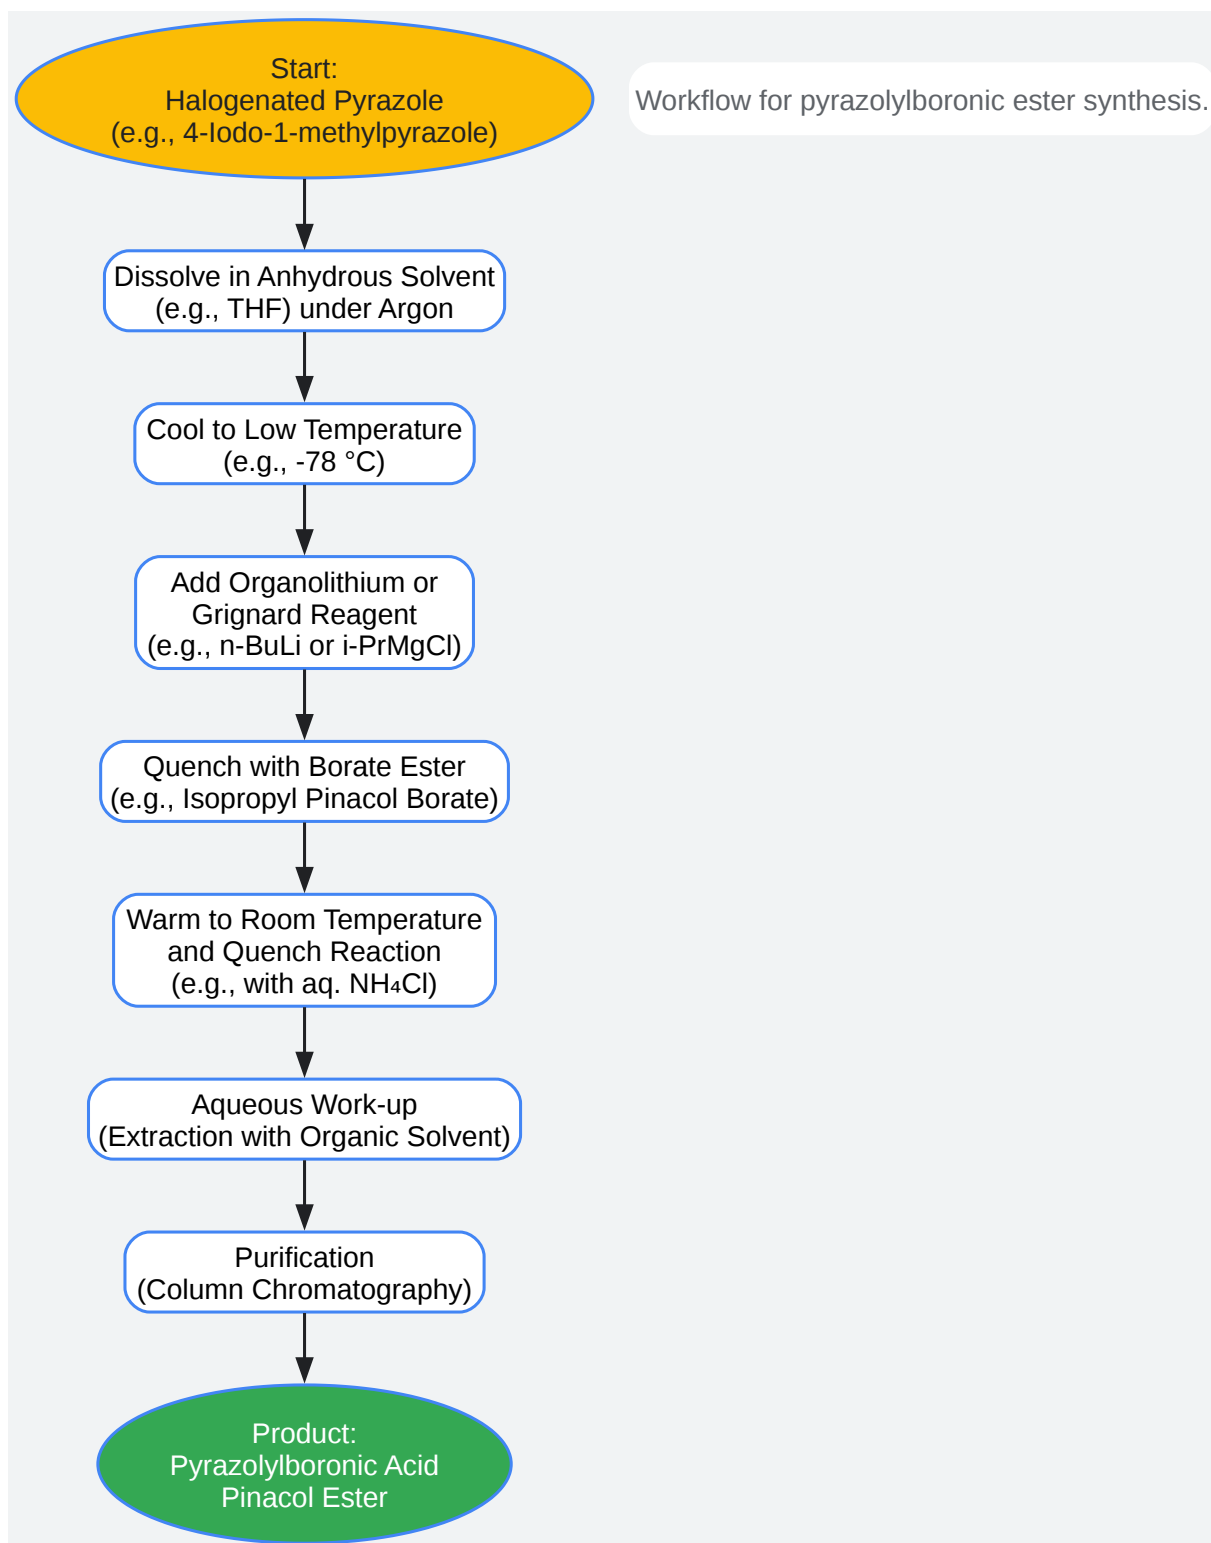 Start:
Halogenated Pyrazole
(e.g., 4-Iodo-1-methylpyrazole)
Workflow for pyrazolylboronic ester synthesis.
Dissolve in Anhydrous Solvent
(e.g., THF) under Argon
Cool to Low Temperature
(e.g., -78 °C)
Add Organolithium or
Grignard Reagent
(e.g., n-BuLi or i-PrMgCl)
Quench with Borate Ester
(e.g., Isopropyl Pinacol Borate)
Warm to Room Temperature
and Quench Reaction
(e.g., with aq. NH₄Cl)
Aqueous Work-up
(Extraction with Organic Solvent)
Purification
(Column Chromatography)
Product:
Pyrazolylboronic Acid
Pinacol Ester